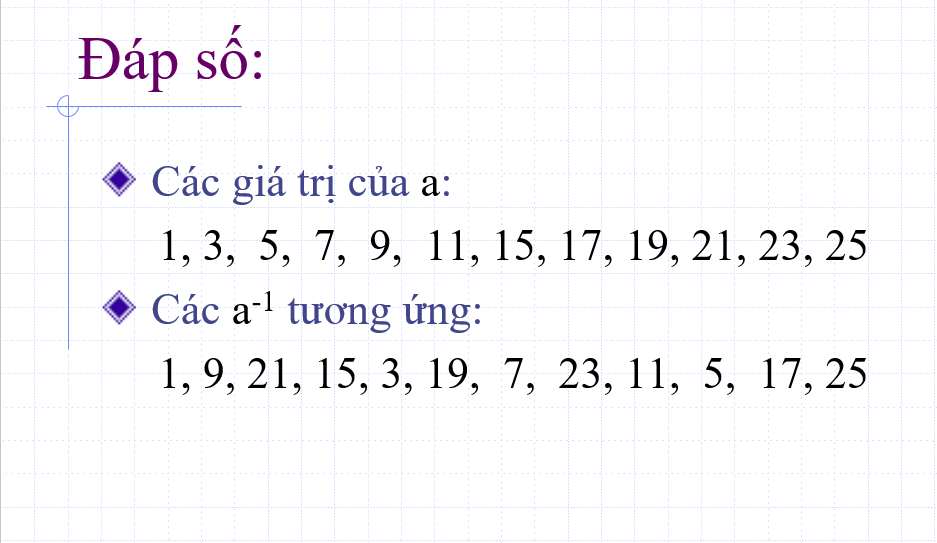 Đáp số:
Các giá trị của a:
1, 3, 5, 7, 9, 11, 15, 17, 19, 21, 23, 25
Các a⁻¹ tương ứng:
1, 9, 21, 15, 3, 19, 7, 23, 11, 5, 17, 25